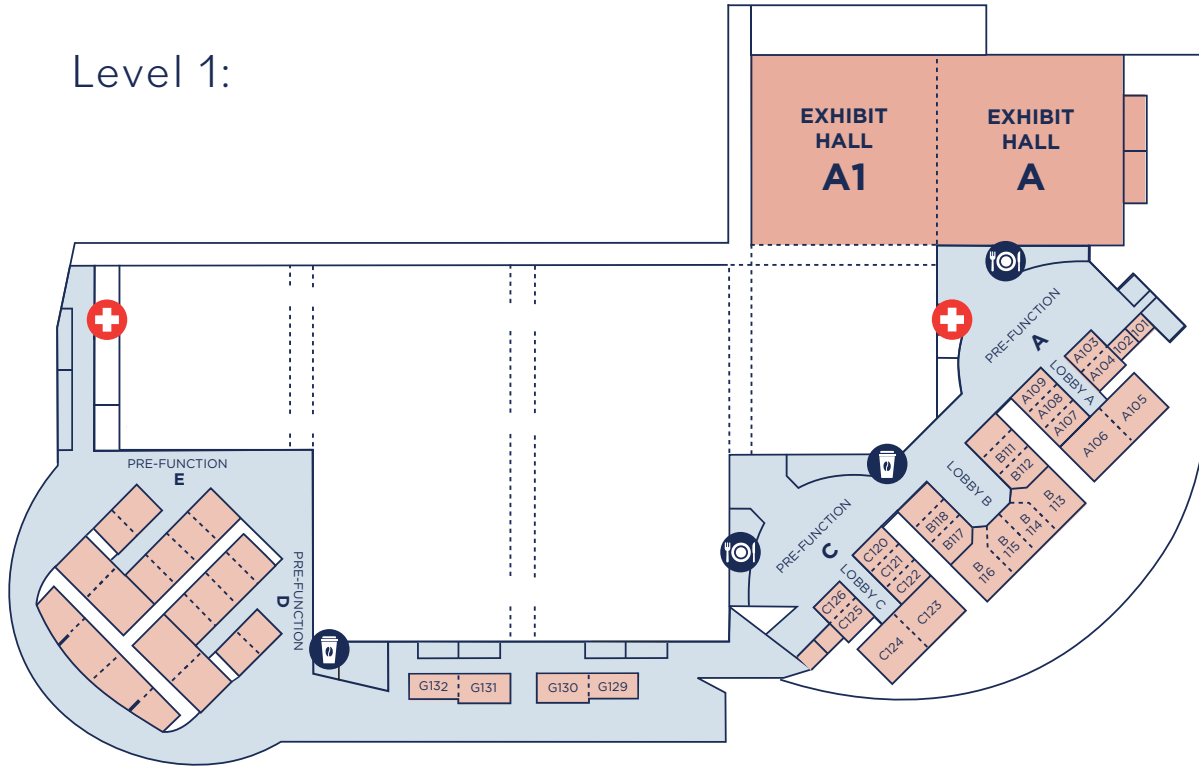 Level 1:
EXHIBIT
HALL
A1
EXHIBIT
HALL
A
PRE-FUNCTION
A
101
102
A103
A104
LOBBY A
A105
A106
A109
A108
A107
B111
B112
LOBBY B
B
113
B
114
B
115
B
116
B118
B117
PRE-FUNCTION
C
C120
C121
C122
LOBBY C
C123
C124
C126
C125
PRE-FUNCTION
E
PRE-FUNCTION
D
G132
G131
G130
G129